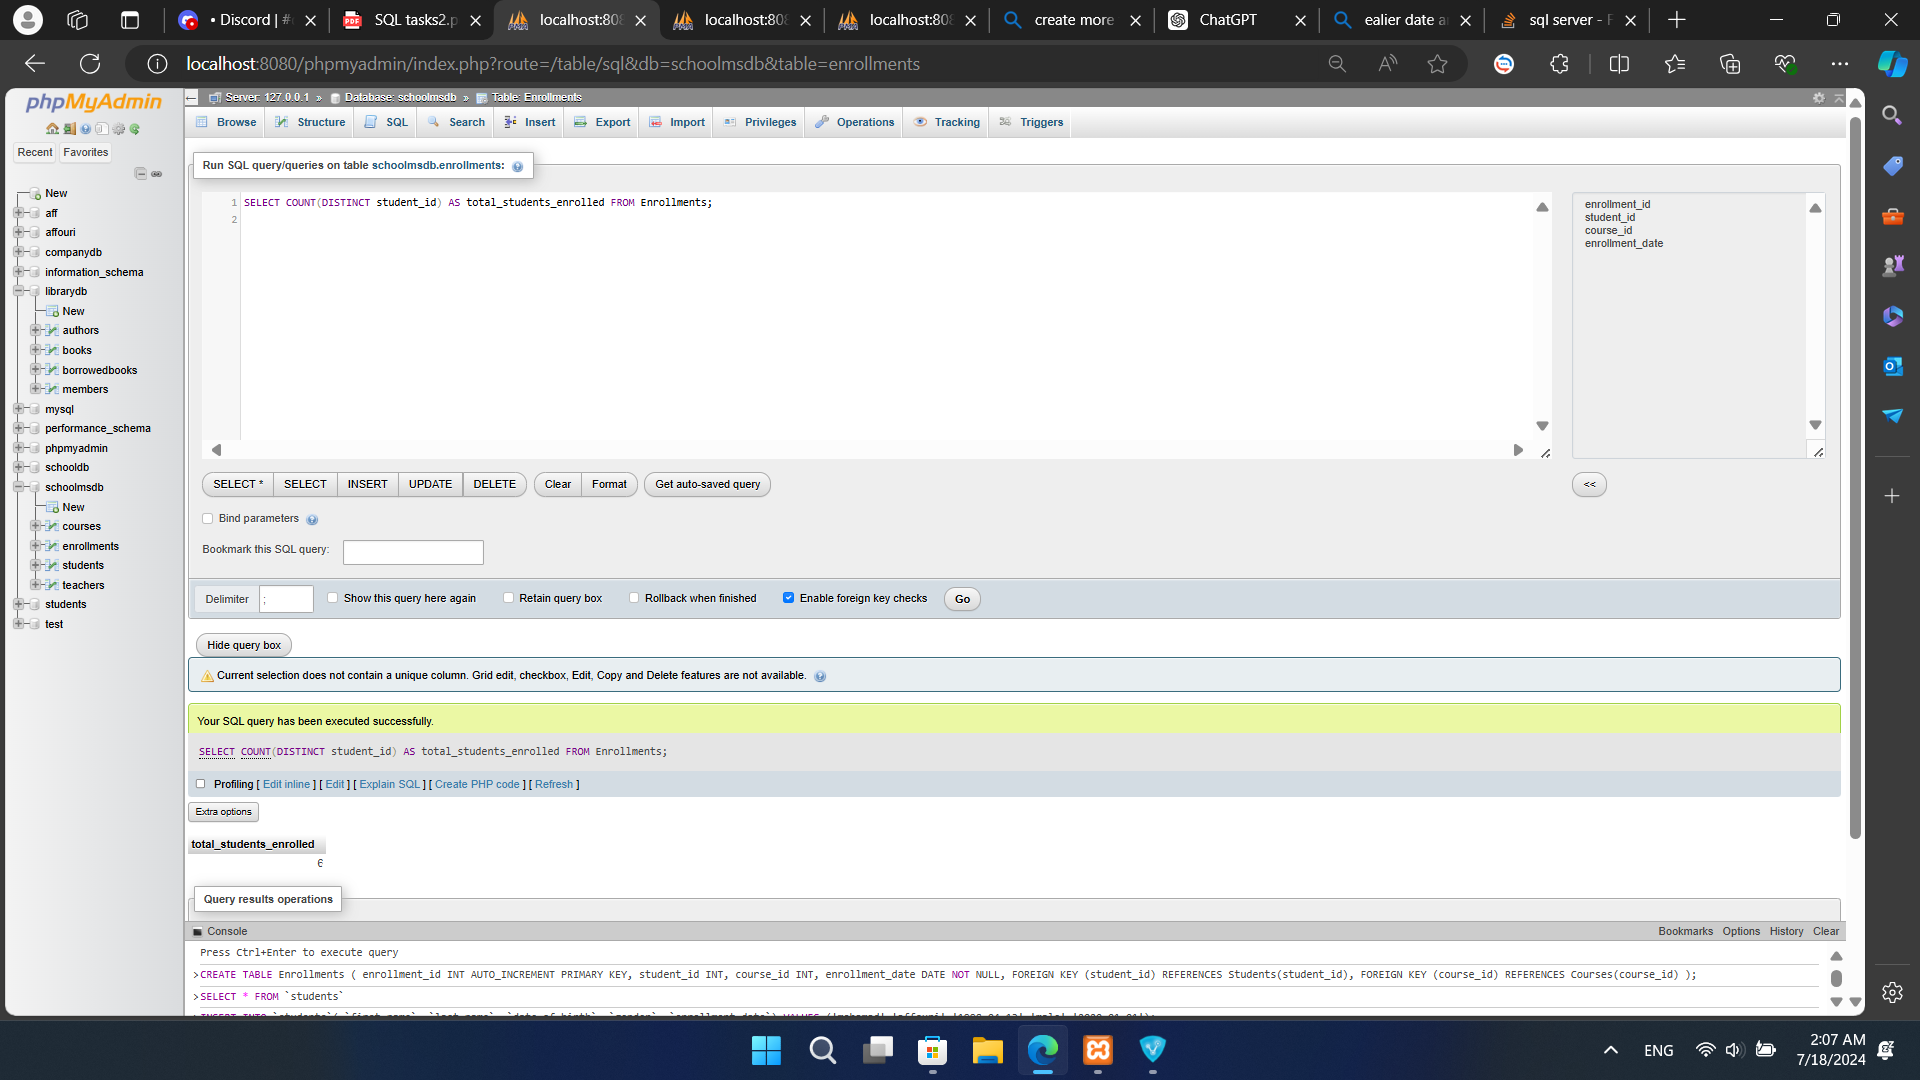 • Discord | #
SQL tasks2.p
localhost:808
localhost:808
localhost:808
create more
ChatGPT
ealier date a
sql server - F
localhost:8080/phpmyadmin/index.php?route=/table/sql&db=schoolmsdb&table=enrollments
phpMyAdmin
Recent
Favorites
New
aff
affouri
companydb
information_schema
librarydb
New
authors
books
borrowedbooks
members
mysql
performance_schema
phpmyadmin
schooldb
schoolmsdb
New
courses
enrollments
students
teachers
students
test
Server: 127.0.0.1 » Database: schoolmsdb » Table: Enrollments
Browse
Structure
SQL
Search
Insert
Export
Import
Privileges
Operations
Tracking
Triggers
Run SQL query/queries on table schoolmsdb.enrollments:
1 SELECT COUNT(DISTINCT student_id) AS total_students_enrolled FROM Enrollments;
2
enrollment_id
student_id
course_id
enrollment_date
SELECT *
SELECT
INSERT
UPDATE
DELETE
Clear
Format
Get auto-saved query
<<
Bind parameters
Bookmark this SQL query:
Delimiter ;
Show this query here again
Retain query box
Rollback when finished
Enable foreign key checks
Go
Hide query box
Current selection does not contain a unique column. Grid edit, checkbox, Edit, Copy and Delete features are not available.
Your SQL query has been executed successfully.
SELECT COUNT(DISTINCT student_id) AS total_students_enrolled FROM Enrollments;
Profiling [ Edit inline ] [ Edit ] [ Explain SQL ] [ Create PHP code ] [ Refresh ]
Extra options
total_students_enrolled
6
Query results operations
Console
Bookmarks
Options
History
Clear
Press Ctrl+Enter to execute query
>CREATE TABLE Enrollments ( enrollment_id INT AUTO_INCREMENT PRIMARY KEY, student_id INT, course_id INT, enrollment_date DATE NOT NULL, FOREIGN KEY (student_id) REFERENCES Students(student_id), FOREIGN KEY (course_id) REFERENCES Courses(course_id) );
>SELECT * FROM `students`
ENG
2:07 AM
7/18/2024